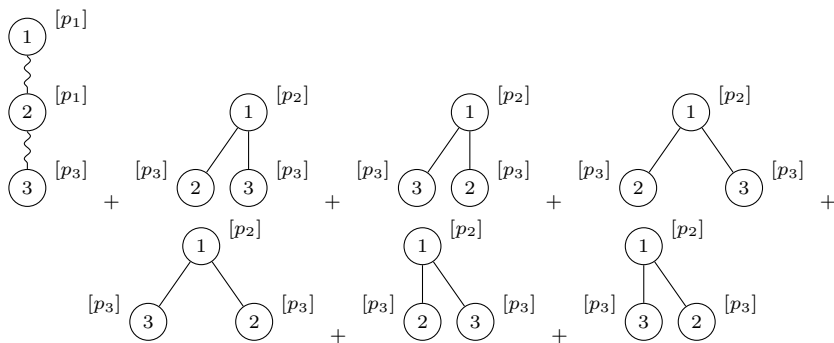 1 [p₁]
2 [p₁] 1 [p₂] 1 [p₂] 1 [p₂]
3 [p₃] + [p₃] 2 3 [p₃] + [p₃] 3 2 [p₃] + [p₃] 2 3 [p₃] +
1 [p₂] 1 [p₂] 1 [p₂]
[p₃] 3 2 [p₃] + [p₃] 2 3 [p₃] + [p₃] 3 2 [p₃]